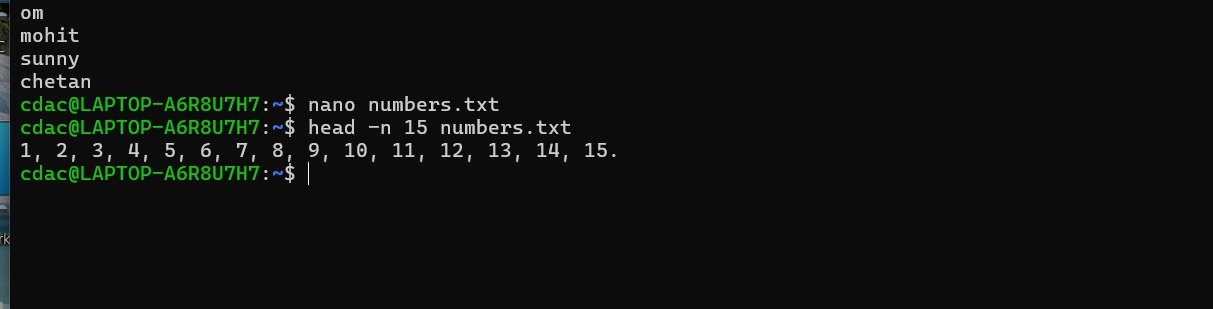 om
mohit
sunny
chetan
cdac@LAPTOP-A6R8U7H7:~$ nano numbers.txt
cdac@LAPTOP-A6R8U7H7:~$ head -n 15 numbers.txt
1, 2, 3, 4, 5, 6, 7, 8, 9, 10, 11, 12, 13, 14, 15.
cdac@LAPTOP-A6R8U7H7:~$